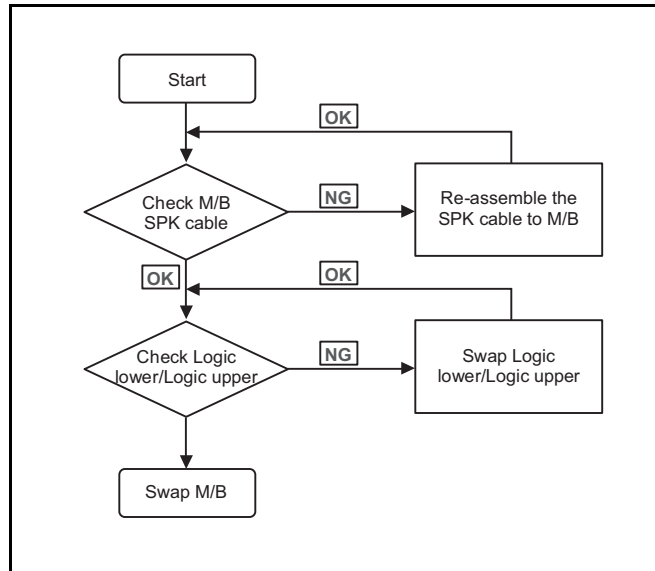 Start
OK
Check M/B
SPK cable
NG
Re-assemble the
SPK cable to M/B
OK
OK
Check Logic
lower/Logic upper
NG
Swap Logic
lower/Logic upper
Swap M/B